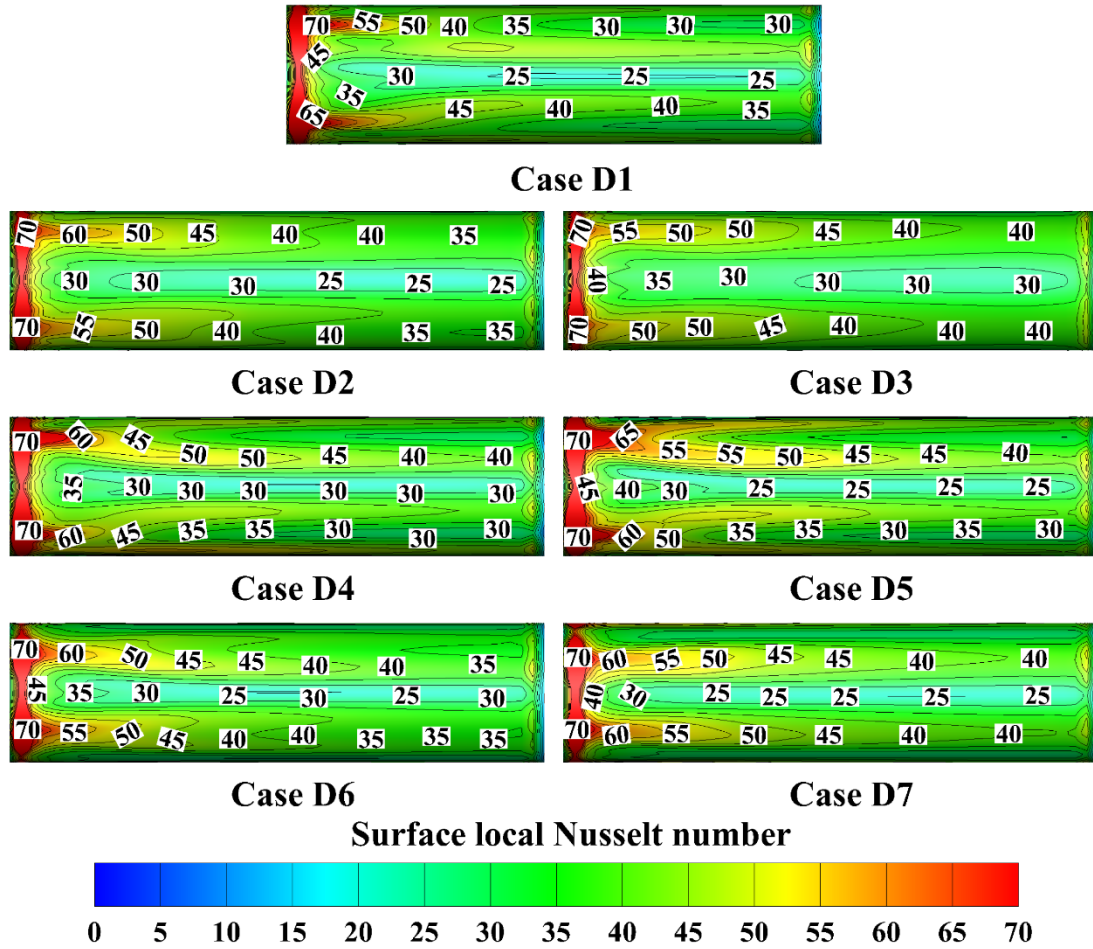 70 55 50 40 35 30 30 30
45 30 25 25 25
35 45 40 40 35
65
Case D1
70 60 50 45 40 40 35
30 30 30 25 25 25
70 55 50 40 40 35 35
Case D2
70 55 50 50 45 40 40
40 35 30 30 30 30
70 50 50 45 40 40 40
Case D3
70 60 45 50 50 45 40 40
35 30 30 30 30 30 30
70 60 45 35 35 30 30 30
Case D4
70 65 55 55 50 45 45 40
45 40 30 25 25 25 25
70 60 50 35 35 30 35 30
Case D5
70 60 50 45 45 40 40 35
45 35 30 25 30 25 30
70 55 50 45 40 40 35 35 35
Case D6
70 60 55 50 45 45 40 40
40 30 25 25 25 25 25
70 60 55 50 45 40 40
Case D7
Surface local Nusselt number
0 5 10 15 20 25 30 35 40 45 50 55 60 65 70